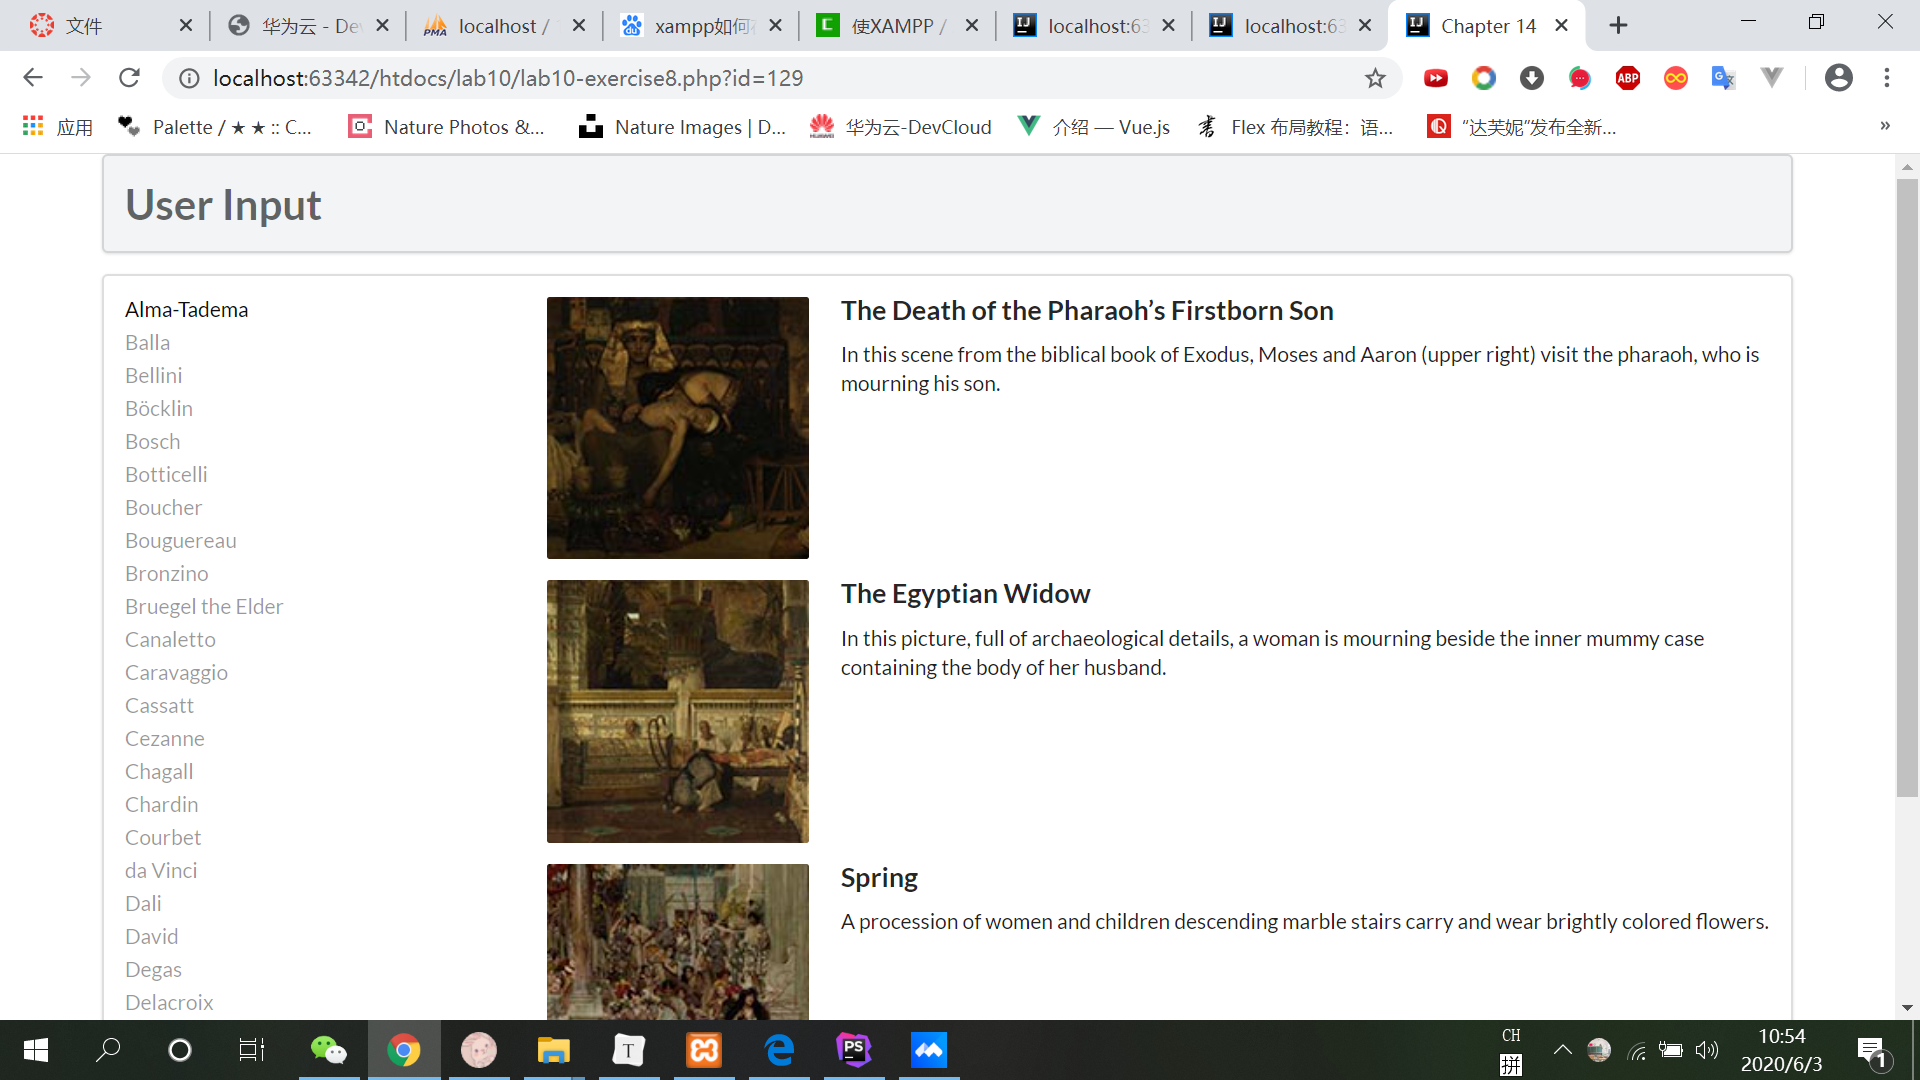 文件
华为云 - De
localhost /
xampp如何
使XAMPP /
localhost:63
localhost:63
Chapter 14
localhost:63342/htdocs/lab10/lab10-exercise8.php?id=129
ABP
应用
Palette / ★ ★ :: C...
Nature Photos &...
Nature Images | D...
华为云-DevCloud
介绍 — Vue.js
Flex 布局教程：语...
“达芙妮”发布全新...
»
User Input
Alma-Tadema
Balla
Bellini
Böcklin
Bosch
Botticelli
Boucher
Bouguereau
Bronzino
Bruegel the Elder
Canaletto
Caravaggio
Cassatt
Cezanne
Chagall
Chardin
Courbet
da Vinci
Dali
David
Degas
Delacroix
The Death of the Pharaoh’s Firstborn Son
In this scene from the biblical book of Exodus, Moses and Aaron (upper right) visit the pharaoh, who is
mourning his son.
The Egyptian Widow
In this picture, full of archaeological details, a woman is mourning beside the inner mummy case
containing the body of her husband.
Spring
A procession of women and children descending marble stairs carry and wear brightly colored flowers.
T
PS
CH
拼
10:54
2020/6/3
1